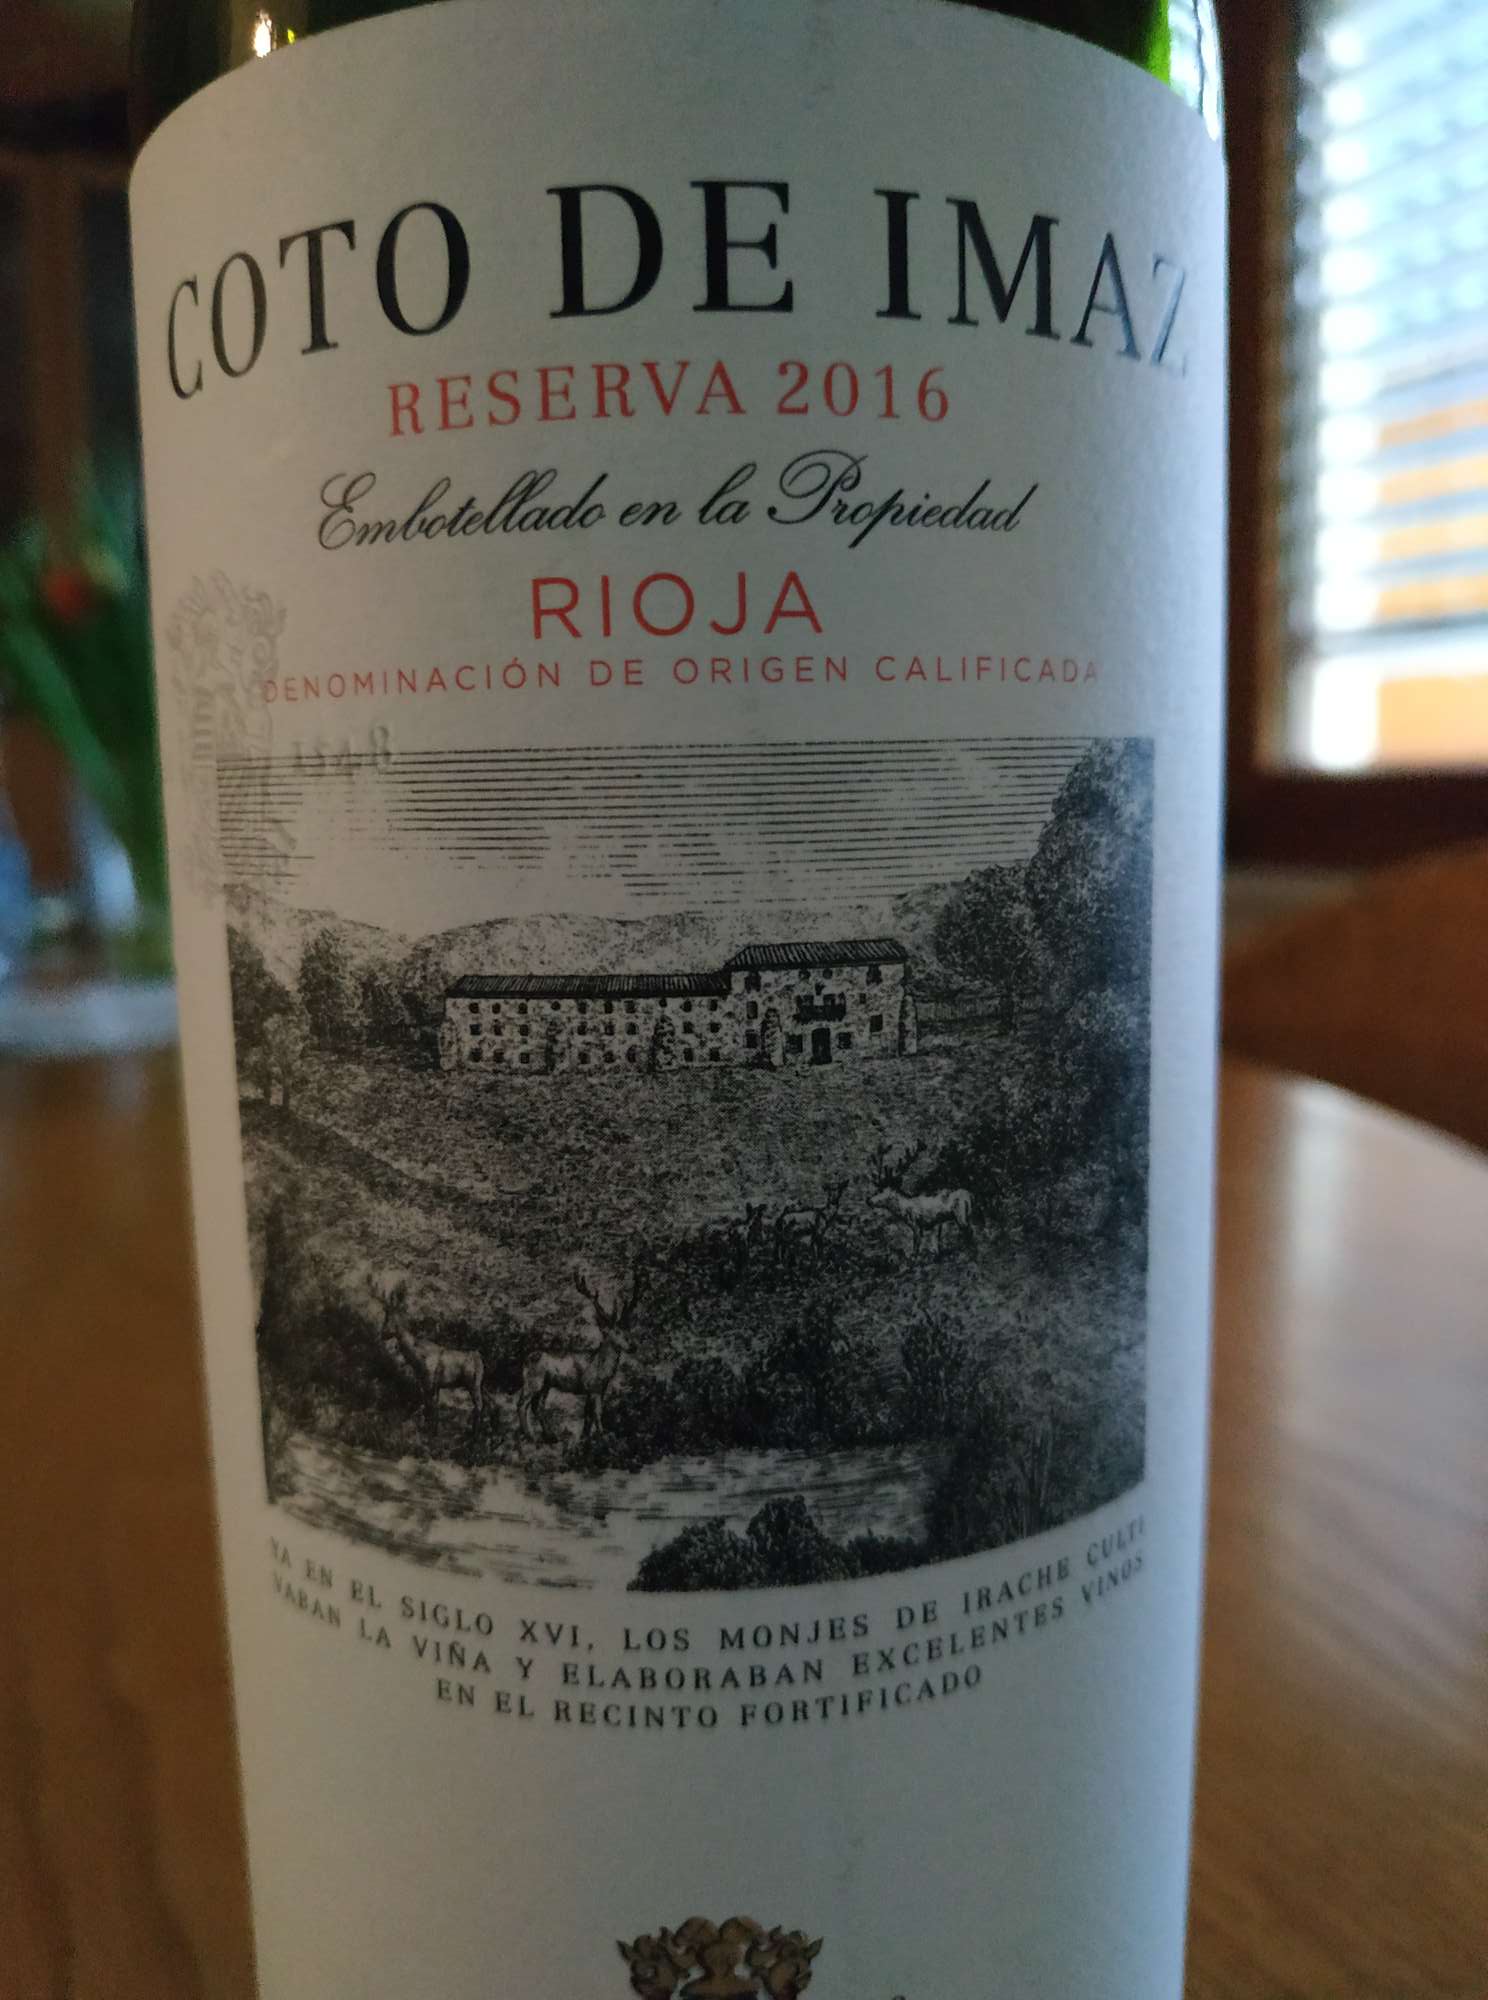 COTO DE IMAZ
RESERVA 2016
Embotellado en la Propiedad
RIOJA
DENOMINACIÓN DE ORIGEN CALIFICADA
YA EN EL SIGLO XVI, LOS MONJES DE IRACHE CULTI
VABAN LA VIÑA Y ELABORABAN EXCELENTES VINOS
EN EL RECINTO FORTIFICADO